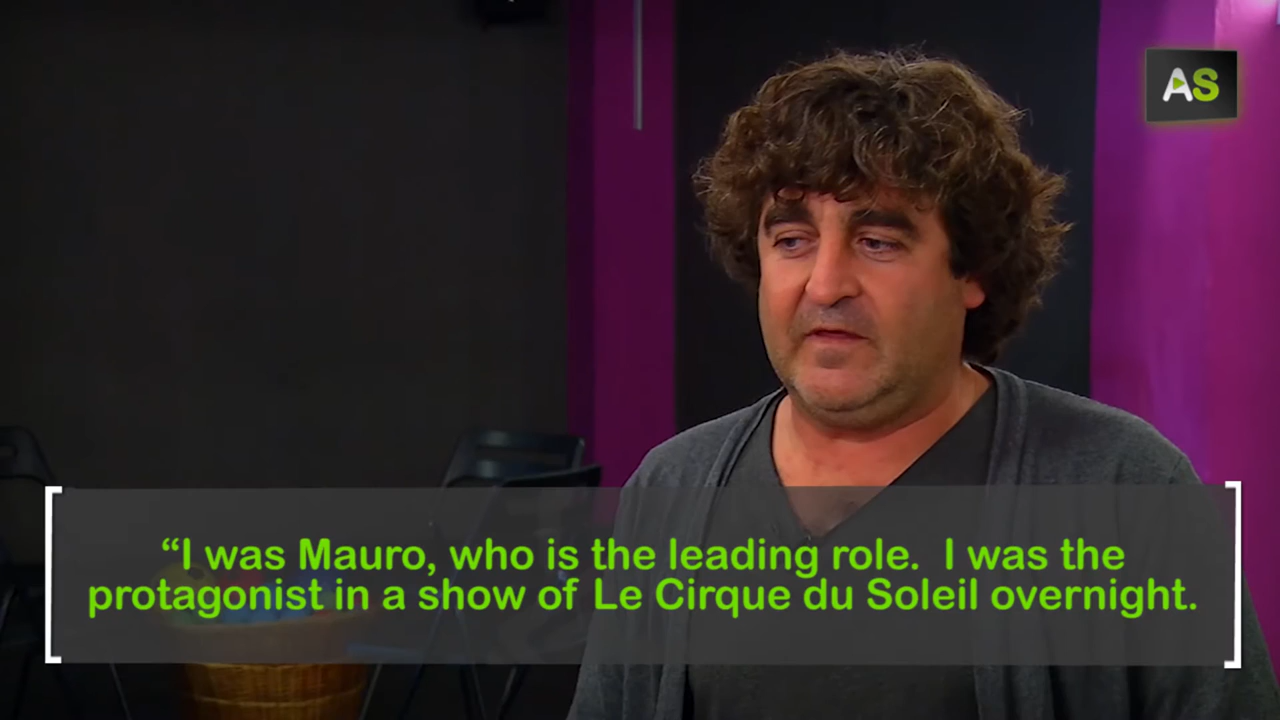 AS
“I was Mauro, who is the leading role.  I was the
protagonist in a show of Le Cirque du Soleil overnight.